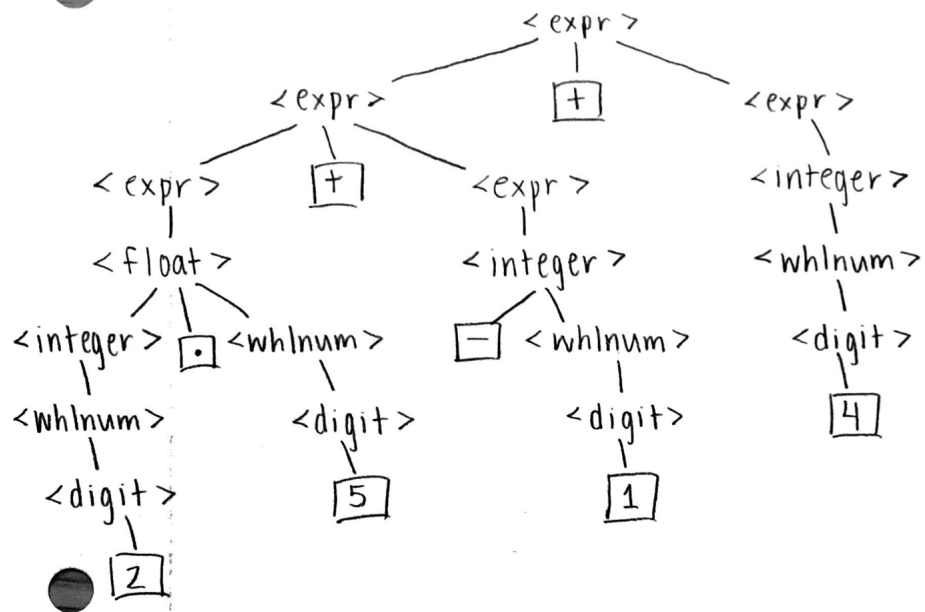 <expr>
<expr> + <expr>
<expr> + <expr> <integer>
<float> <integer> <whlnum>
<integer> . <whlnum> - <whlnum> <digit>
<whlnum> <digit> <digit> 4
<digit> 5 1
2